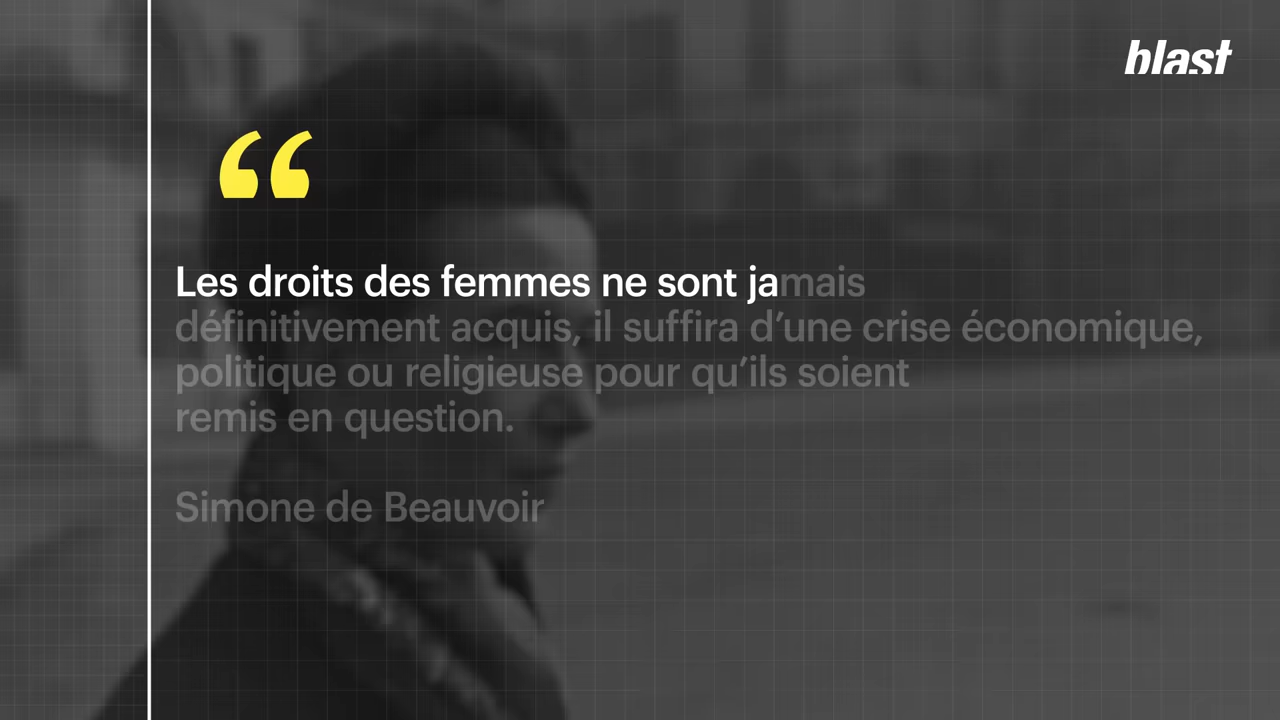 blast
Les droits des femmes ne sont jamais
définitivement acquis, il suffira d’une crise économique,
politique ou religieuse pour qu’ils soient
remis en question.
Simone de Beauvoir